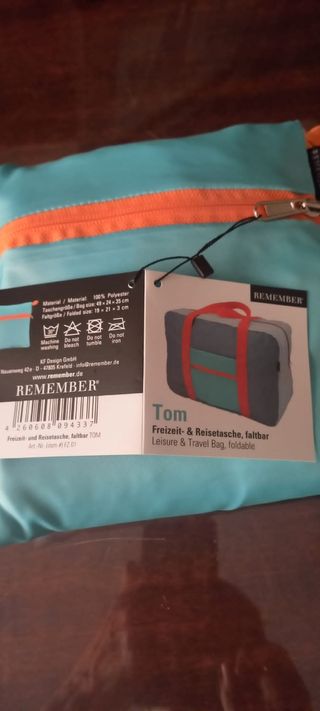 Material / Material: 100% Polyester
Taschengröße/Bag size: 49 × 24 × 35 cm
Faltgröße / Folded size: 15 × 21 × 3 cm
Machine washing
Do not bleach
Do not tumble
Do not iron
KF Design GmbH
42a - D - 47805 Krefeld · info@remember.de
www.remember.de
REMEMBER®
4 260608 094337
Freizeit- und Reisetasche, faltbar TOM
REMEMBER®
Tom
Freizeit- & Reisetasche, faltbar
Leisure & Travel Bag, foldable